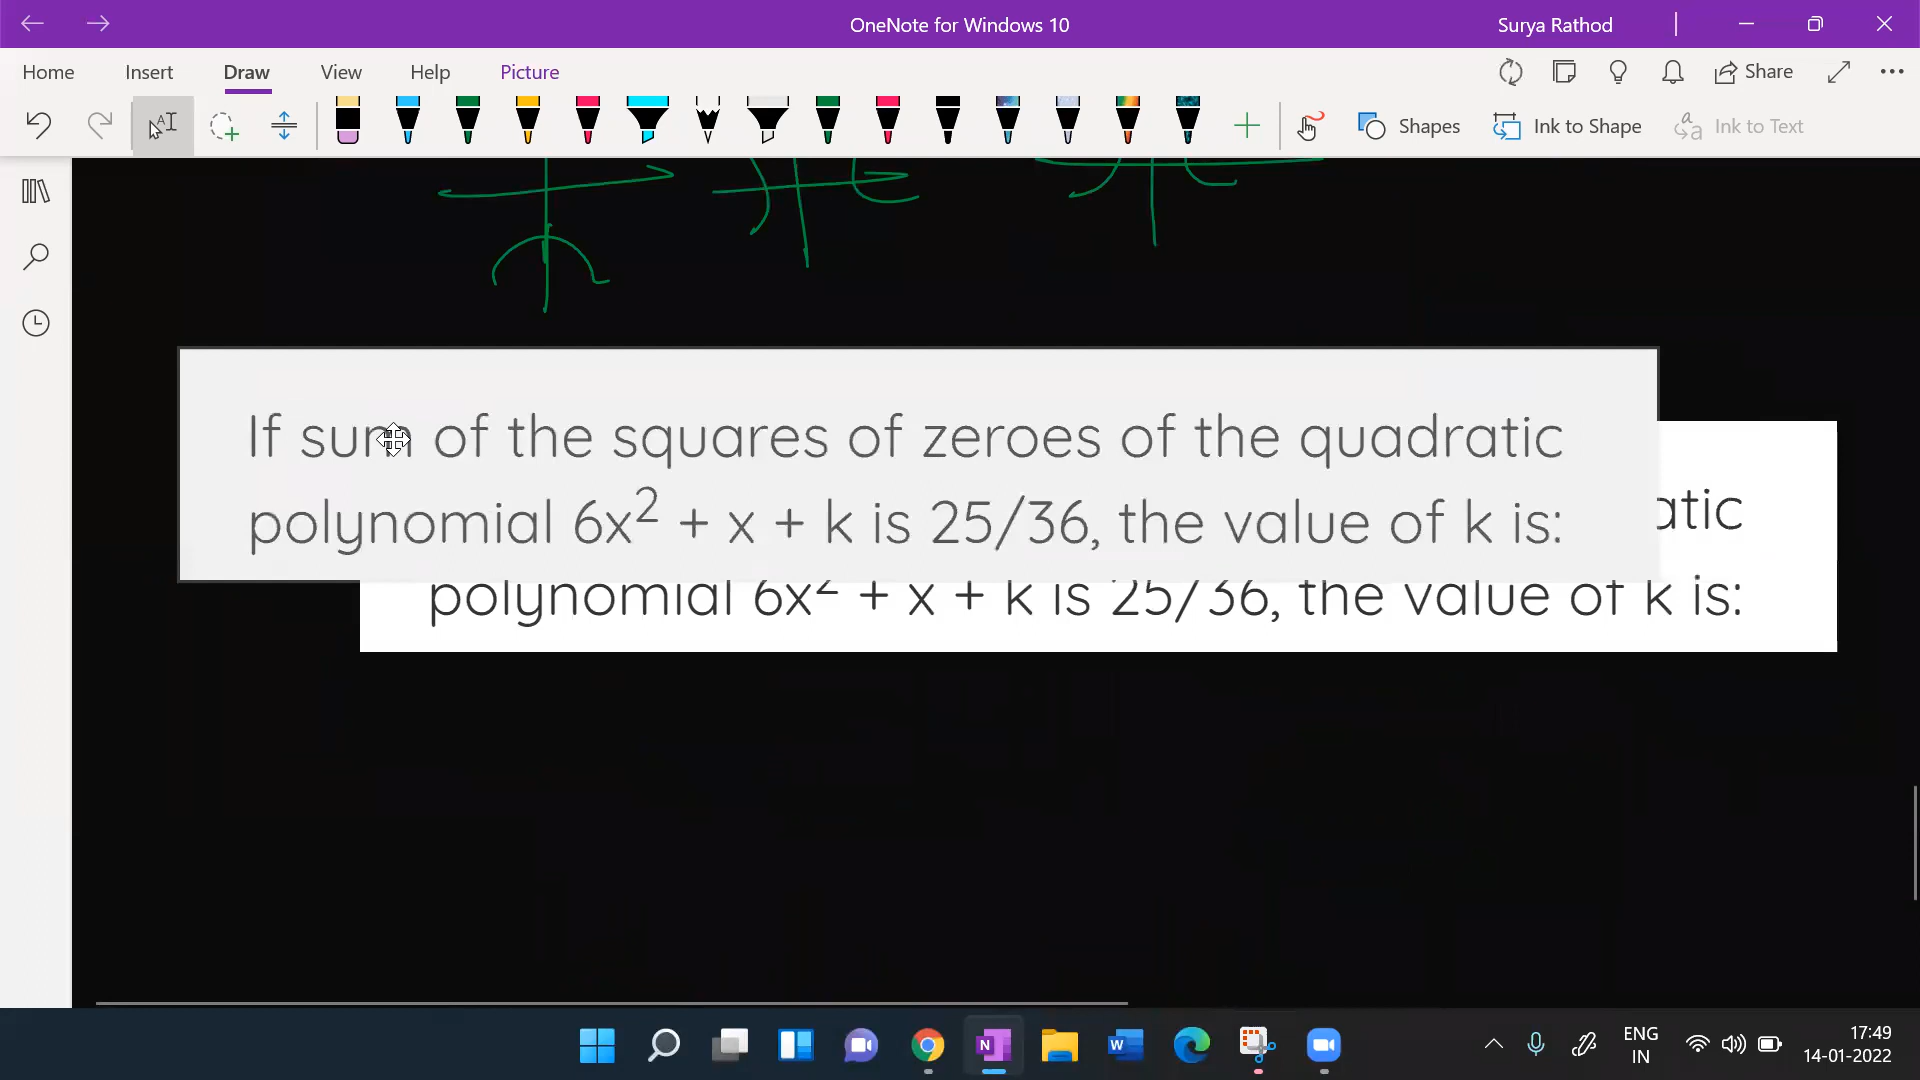 OneNote for Windows 10
Surya Rathod
Home Insert Draw View Help Picture
Share
Shapes
Ink to Shape
Ink to Text
If sum of the squares of zeroes of the quadratic
polynomial 6x² + x + k is 25/36, the value of k is:
atic
polynomial 6x² + x + k is 25/36, the value of k is:
ENG
IN
17:49
14-01-2022